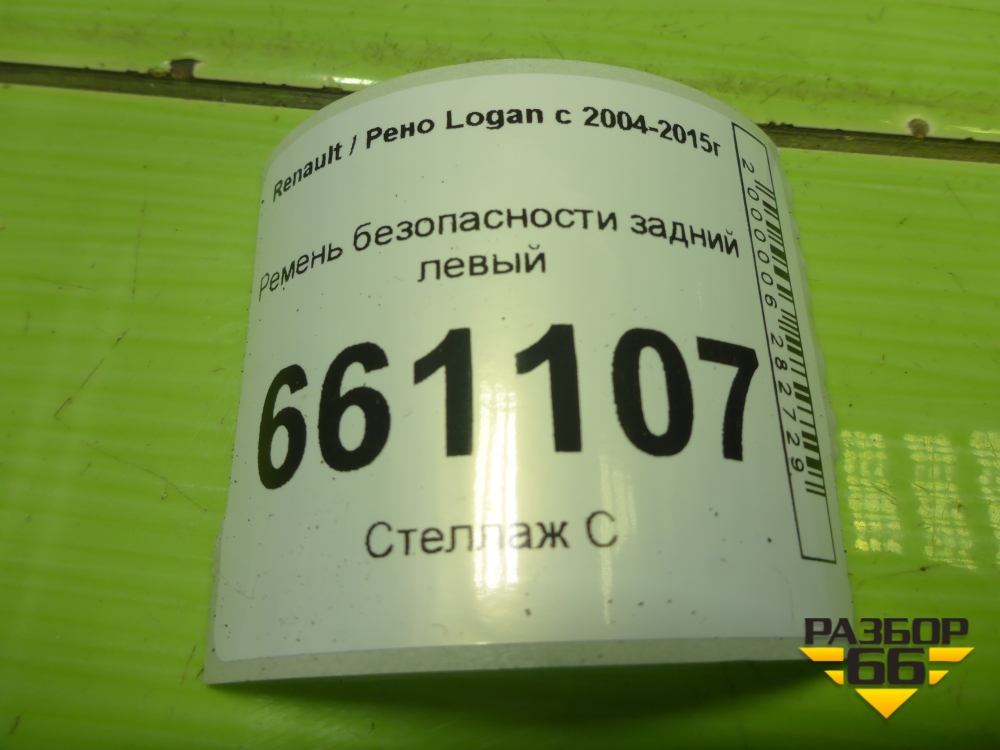 Renault / Рено Logan с 2004-2015г
Ремень безопасности задний
левый
661107
Стеллаж С
2000006282729
РАЗБОР
66